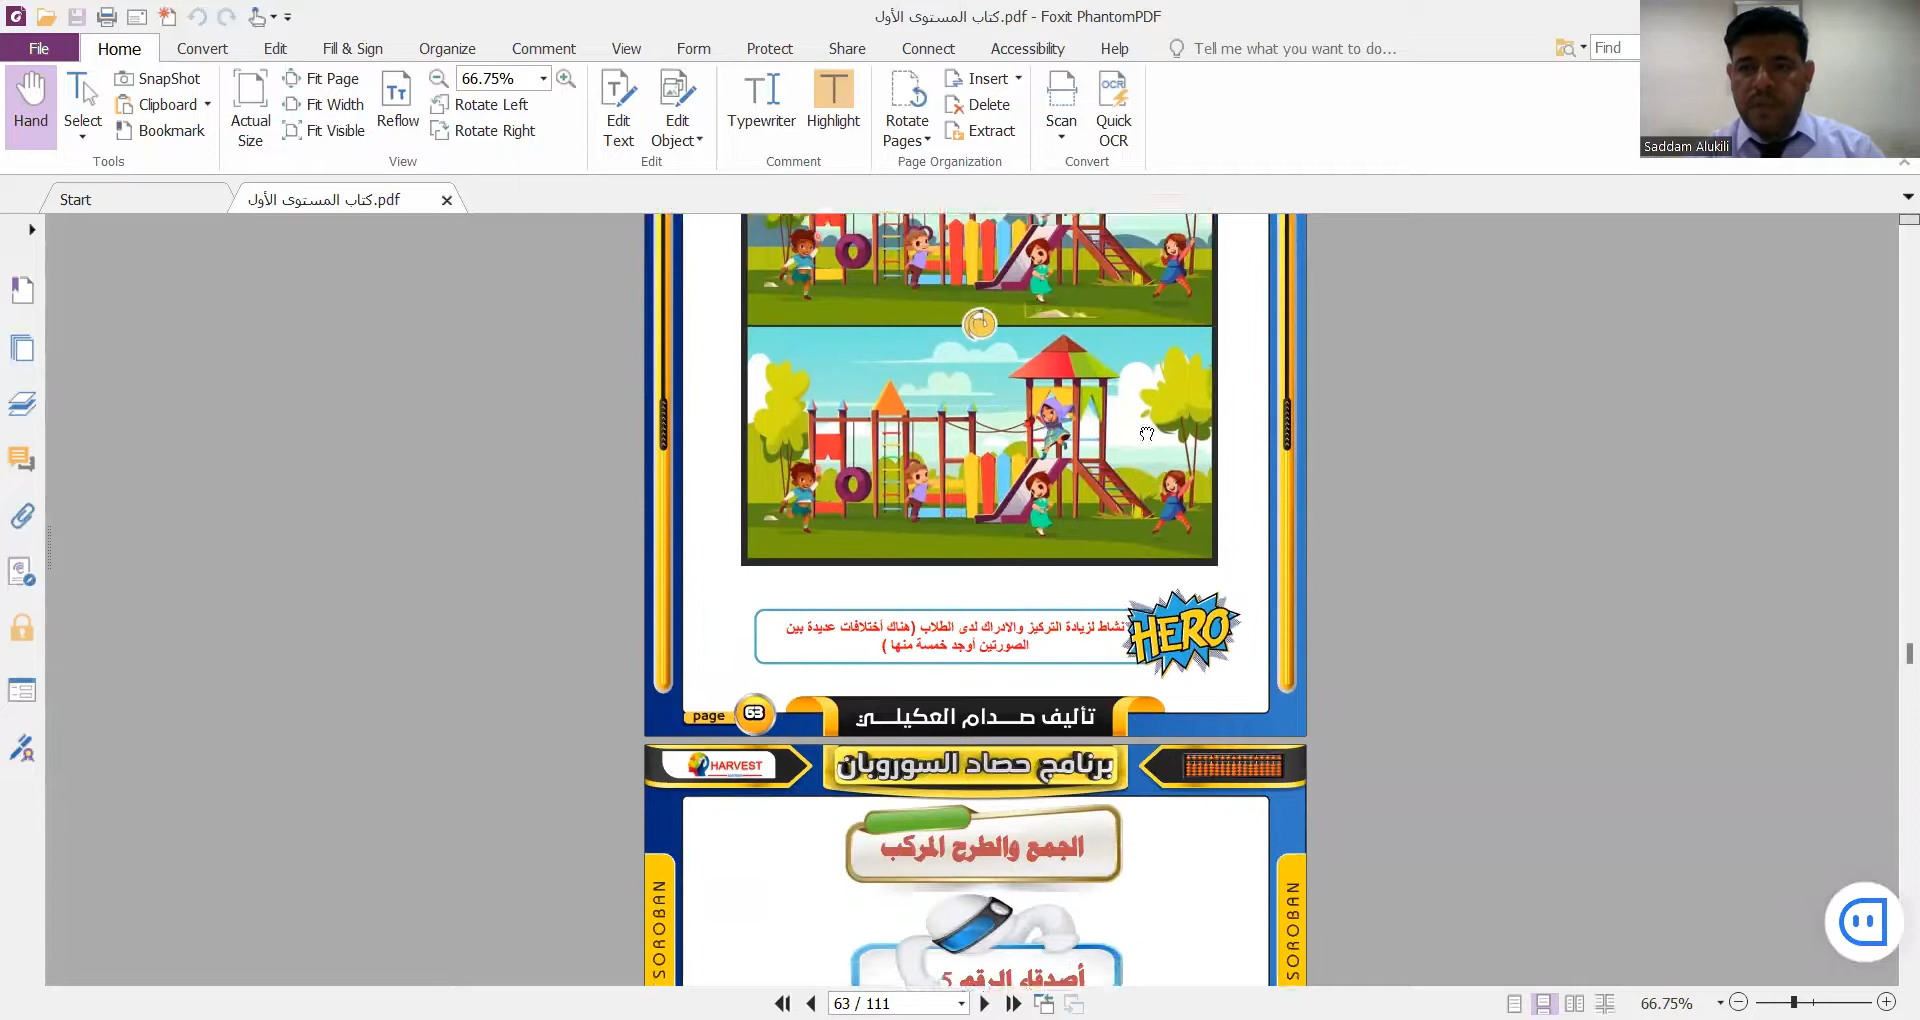 كتاب المستوى الأول.pdf - Foxit PhantomPDF
File Home Convert Edit Fill & Sign Organize Comment View Form Protect Share Connect Accessibility Help Tell me what you want to do... Find
Hand
Select
SnapShot
Clipboard
Bookmark
Tools
Actual Size
Fit Page
Fit Width
Fit Visible
Reflow
66.75%
Rotate Left
Rotate Right
View
Edit Text
Edit Object
Edit
Typewriter
Highlight
Comment
Rotate Pages
Insert
Delete
Extract
Page Organization
Scan
OCR
Quick OCR
Convert
Saddam Alukili
Start
كتاب المستوى الأول.pdf
نشاط لزيادة التركيز والادراك لدى الطلاب (هناك أختلافات عديدة بين
الصورتين أوجد خمسة منها )
HERO
page 63
تأليف صدام العكيلي
HARVEST
برنامج حصاد السوروبان
الجمع والطرح المركب
أصدقاء الرقم 5
SOROBAN
SOROBAN
63 / 111
66.75%